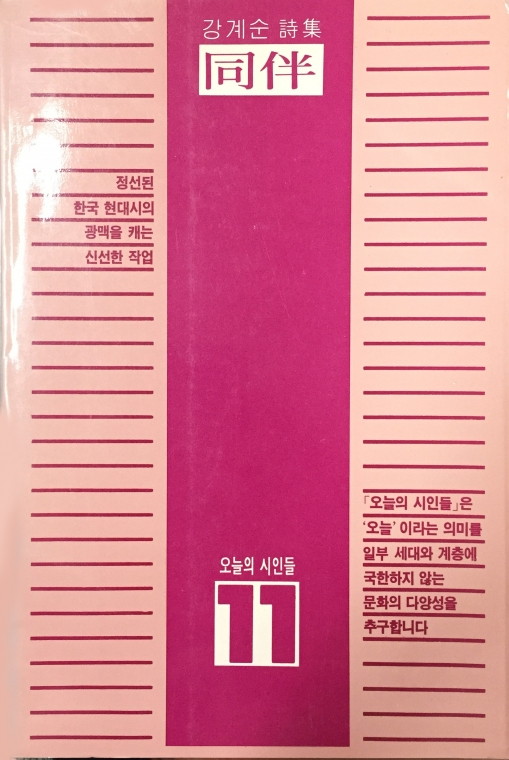 강계순 詩集
同伴
정선된
한국 현대시의
광맥을 캐는
신선한 작업
「오늘의 시인들」은
‘오늘’이라는 의미를
일부 세대와 계층에
국한하지 않는
문화의 다양성을
추구합니다
오늘의 시인들
11